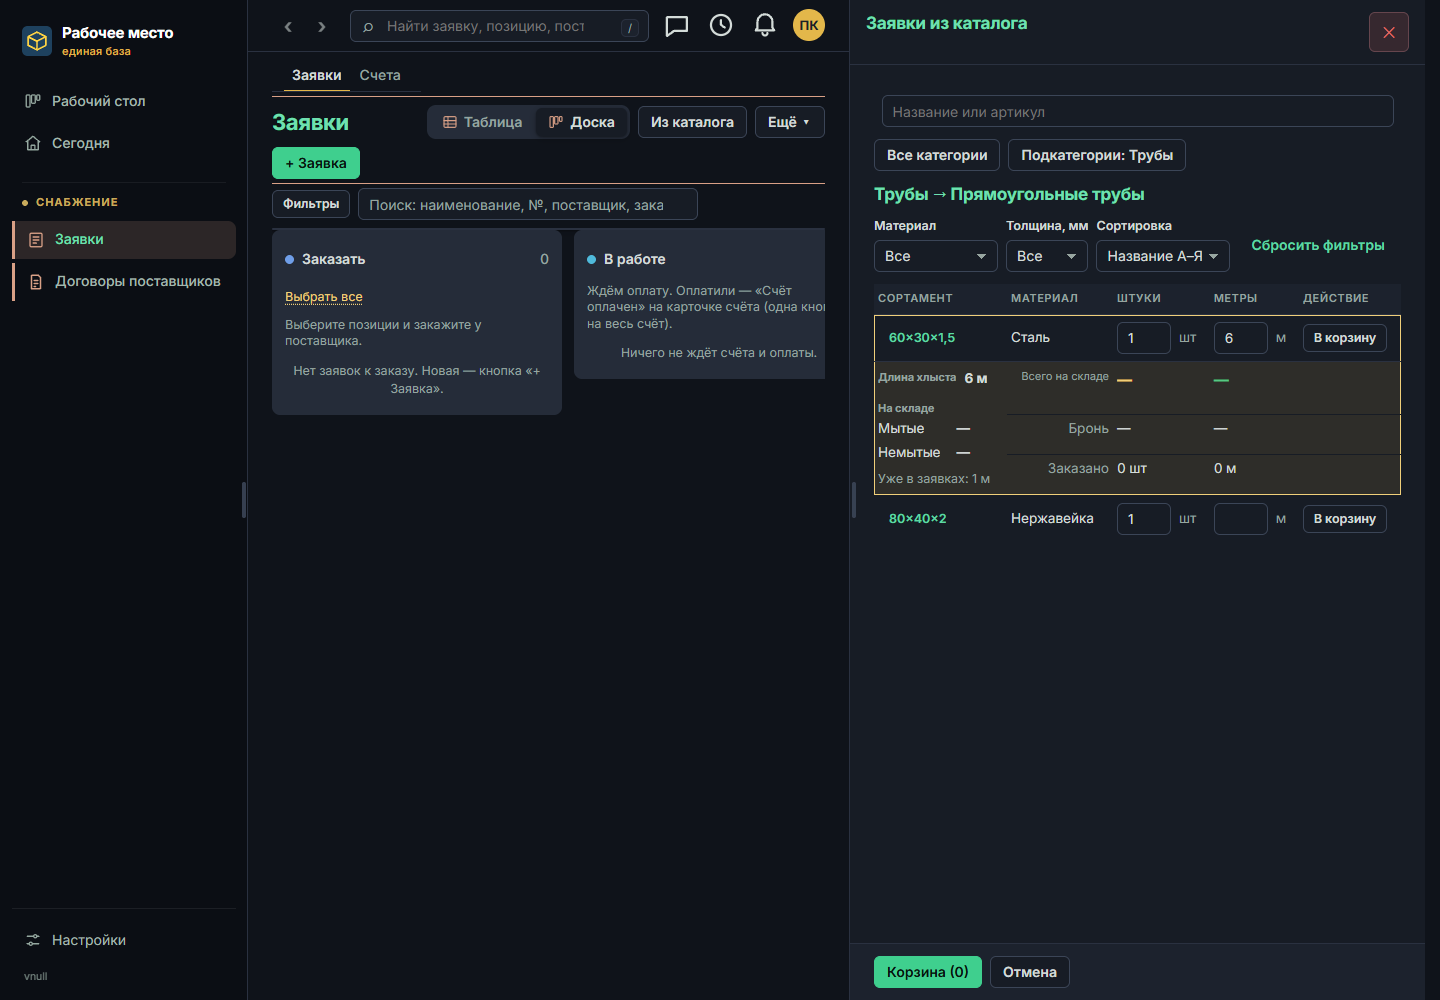 Рабочее место
единая база
Рабочий стол
Сегодня
СНАБЖЕНИЕ
Заявки
Договоры поставщиков
Настройки
vnull
Найти заявку, позицию, пост
/
ПК
Заявки Счета
Заявки
Таблица Доска Из каталога Ещё
+ Заявка
Фильтры Поиск: наименование, №, поставщик, зака
Заказать 0
Выбрать все
Выберите позиции и закажите у
поставщика.
Нет заявок к заказу. Новая — кнопка «+
Заявка».
В работе
Ждём оплату. Оплатили — «Счёт
оплачен» на карточке счёта (одна кноп
на весь счёт).
Ничего не ждёт счёта и оплаты.
Заявки из каталога
Название или артикул
Все категории Подкатегории: Трубы
Трубы → Прямоугольные трубы
Материал Толщина, мм Сортировка
Все Все Название А–Я Сбросить фильтры
СОРТАМЕНТ МАТЕРИАЛ ШТУКИ МЕТРЫ ДЕЙСТВИЕ
60×30×1,5 Сталь 1 шт 6 м В корзину
Длина хлыста 6 м Всего на складе — —
На складе
Мытые — Бронь — —
Немытые —
Заказано 0 шт 0 м
Уже в заявках: 1 м
80×40×2 Нержавейка 1 шт м В корзину
Корзина (0) Отмена